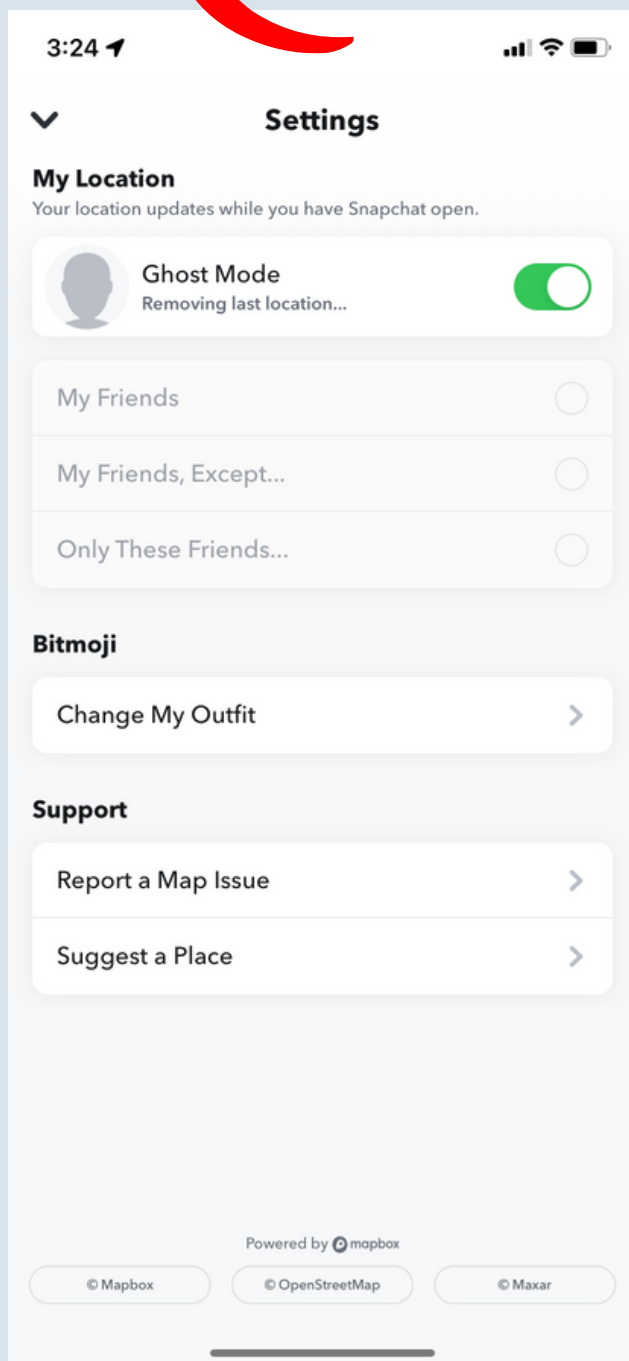 3:24
Settings
My Location
Your location updates while you have Snapchat open.
Ghost Mode
Removing last location...
My Friends
My Friends, Except...
Only These Friends...
Bitmoji
Change My Outfit
Support
Report a Map Issue
Suggest a Place
Powered by mapbox
© Mapbox
© OpenStreetMap
© Maxar